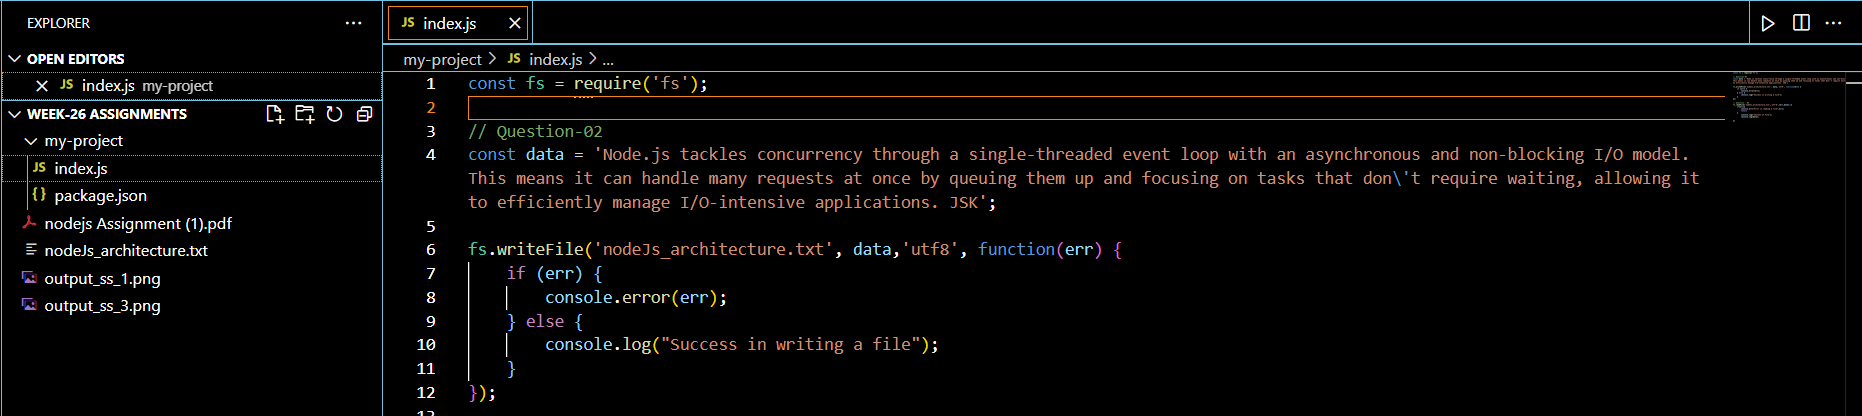 EXPLORER
OPEN EDITORS
JS index.js my-project
WEEK-26 ASSIGNMENTS
my-project
JS index.js
{} package.json
nodejs Assignment (1).pdf
nodeJs_architecture.txt
output_ss_1.png
output_ss_3.png
JS index.js
my-project > JS index.js > ...
1 const fs = require('fs');
2
3 // Question-02
4 const data = 'Node.js tackles concurrency through a single-threaded event loop with an asynchronous and non-blocking I/O model.
This means it can handle many requests at once by queuing them up and focusing on tasks that don\'t require waiting, allowing it
to efficiently manage I/O-intensive applications. JSK';
5
6 fs.writeFile('nodeJs_architecture.txt', data,'utf8', function(err) {
7 if (err) {
8 console.error(err);
9 } else {
10 console.log("Success in writing a file");
11 }
12 });